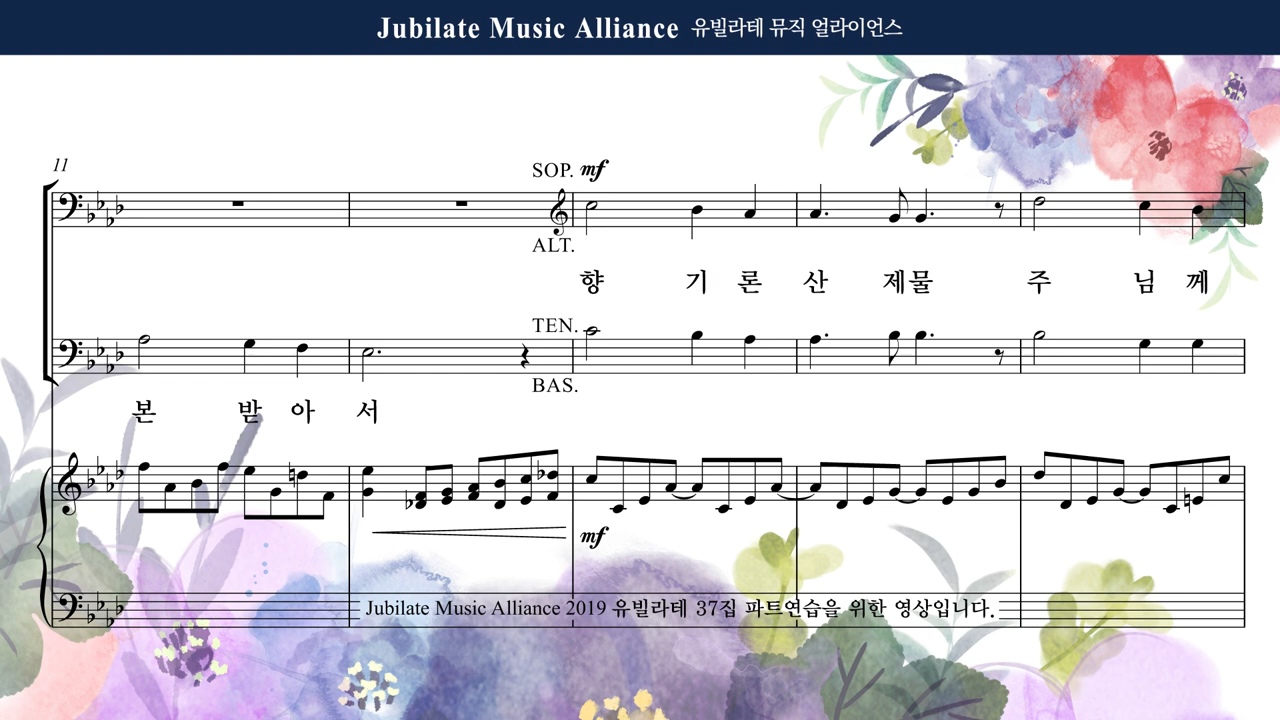 Jubilate Music Alliance 유빌라테 뮤직 얼라이언스
11
SOP. mf
ALT.
향 기 론 산 제물 주 님 께
TEN.
BAS.
본 받 아 서
mf
Jubilate Music Alliance 2019 유빌라테 37집 파트연습을 위한 영상입니다.